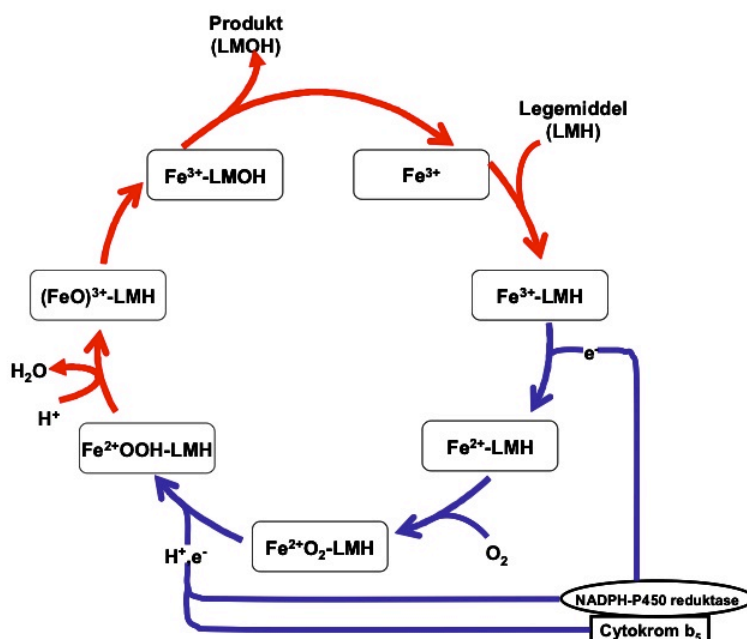 Produkt
(LMOH)
Legemiddel
(LMH)
Fe³⁺-LMOH
Fe³⁺
(FeO)³⁺-LMH
Fe³⁺-LMH
e⁻
H₂O
H⁺
Fe²⁺OOH-LMH
Fe²⁺-LMH
Fe²⁺O₂-LMH
H⁺,e⁻
O₂
NADPH-P450 reduktase
Cytokrom b₅